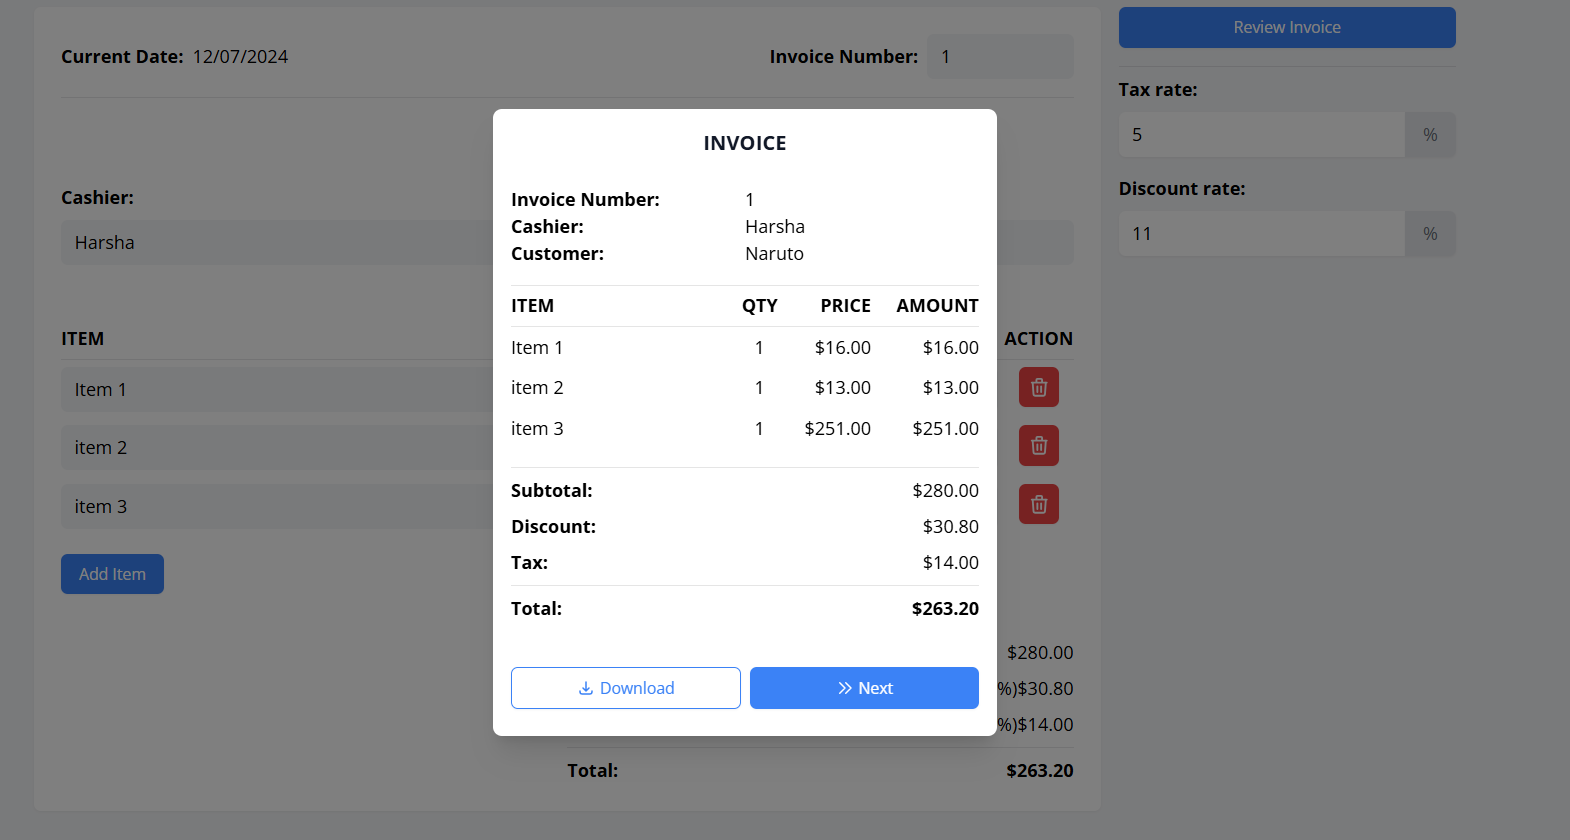 Current Date: 12/07/2024
Invoice Number: 1
Review Invoice
Tax rate:
5 %
Discount rate:
11 %
Cashier:
Harsha
ITEM
ACTION
Item 1
item 2
item 3
Add Item
$280.00
%)$30.80
%)$14.00
Total: $263.20
INVOICE
Invoice Number: 1
Cashier: Harsha
Customer: Naruto
ITEM QTY PRICE AMOUNT
Item 1 1 $16.00 $16.00
item 2 1 $13.00 $13.00
item 3 1 $251.00 $251.00
Subtotal: $280.00
Discount: $30.80
Tax: $14.00
Total: $263.20
Download
Next